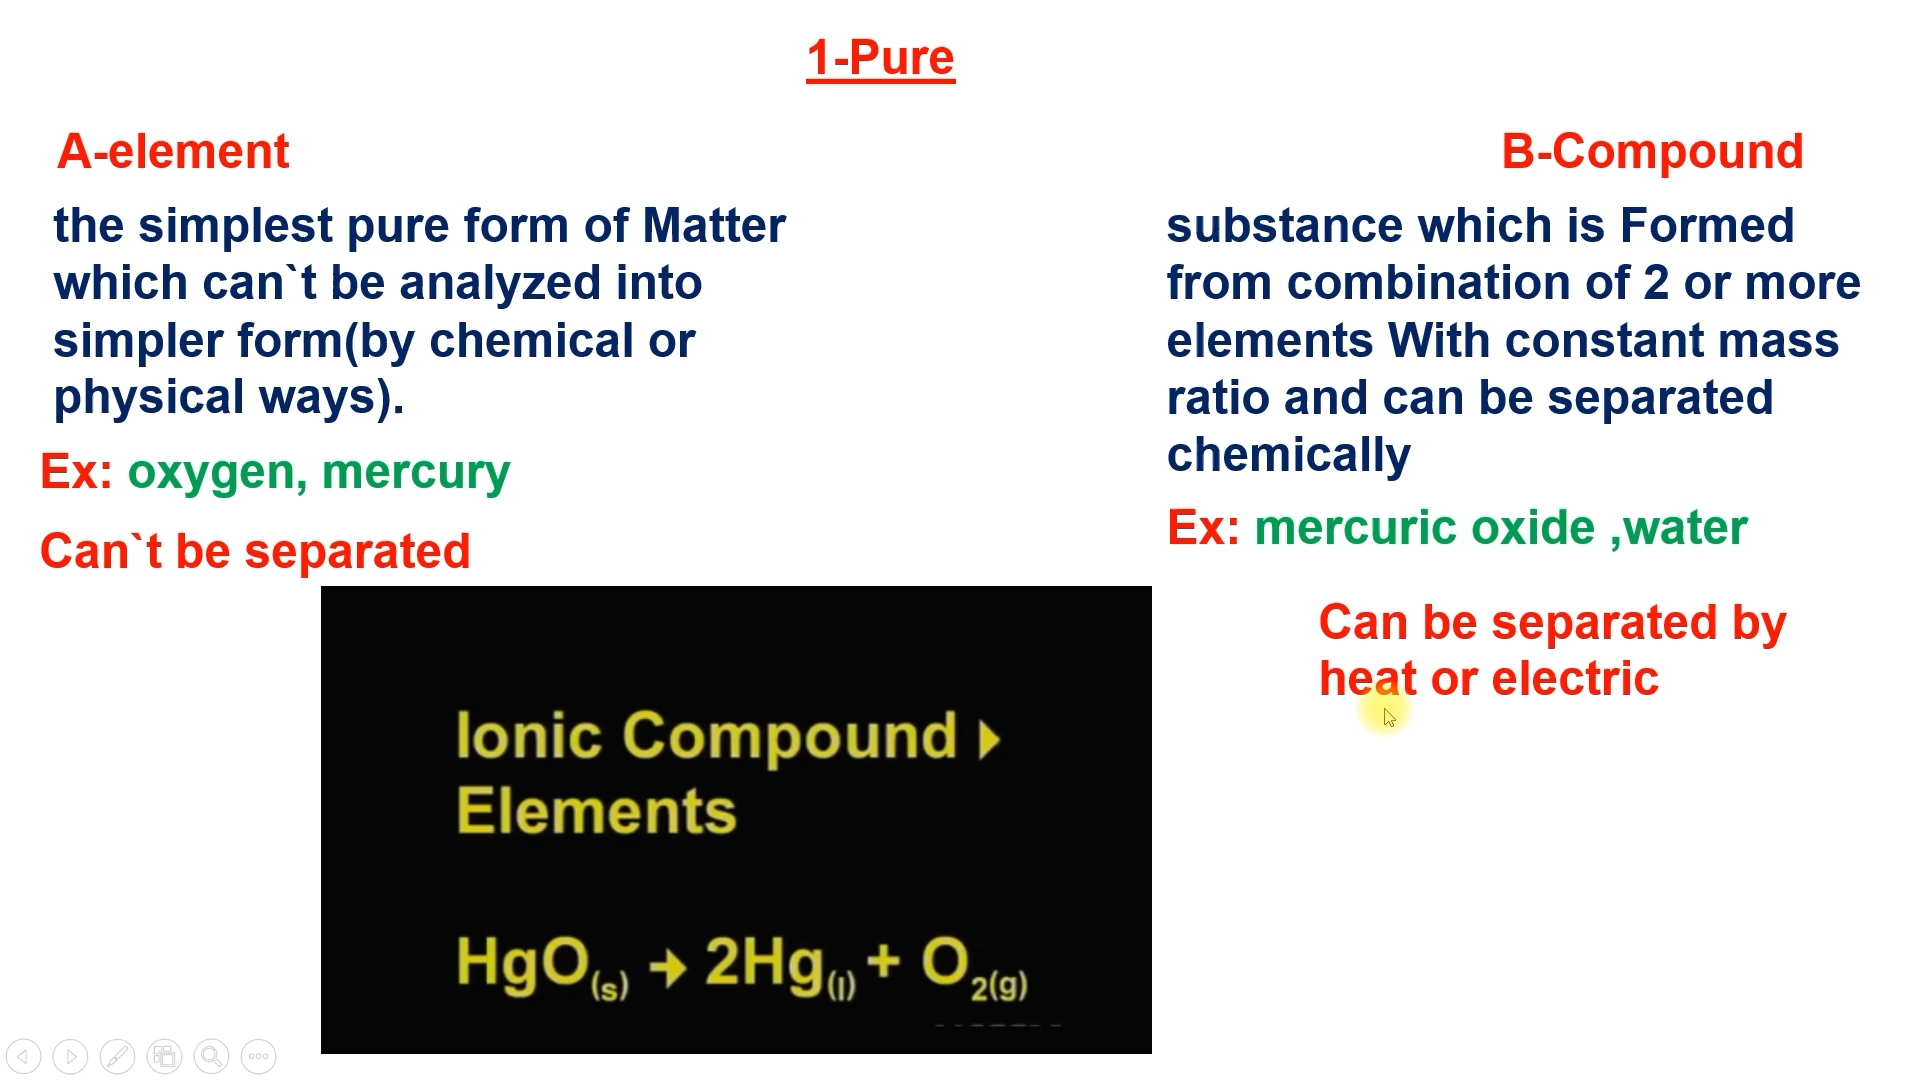 1-Pure
A-element
the simplest pure form of Matter
which can`t be analyzed into
simpler form(by chemical or
physical ways).
Ex: oxygen, mercury
Can`t be separated
B-Compound
substance which is Formed
from combination of 2 or more
elements With constant mass
ratio and can be separated
chemically
Ex: mercuric oxide ,water
Can be separated by
heat or electric
Ionic Compound
Elements
HgO(s) → 2Hg(l) + O2(g)